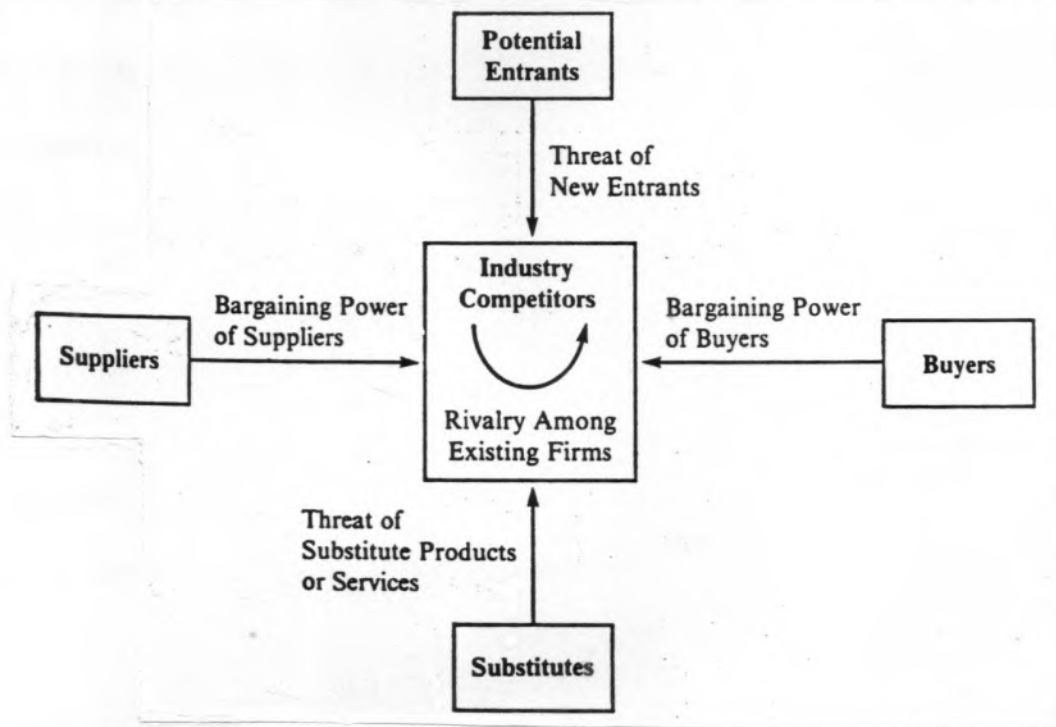 Potential
Entrants
Threat of
New Entrants
Industry
Competitors
Bargaining Power
of Suppliers
Bargaining Power
of Buyers
Suppliers
Buyers
Rivalry Among
Existing Firms
Threat of
Substitute Products
or Services
Substitutes